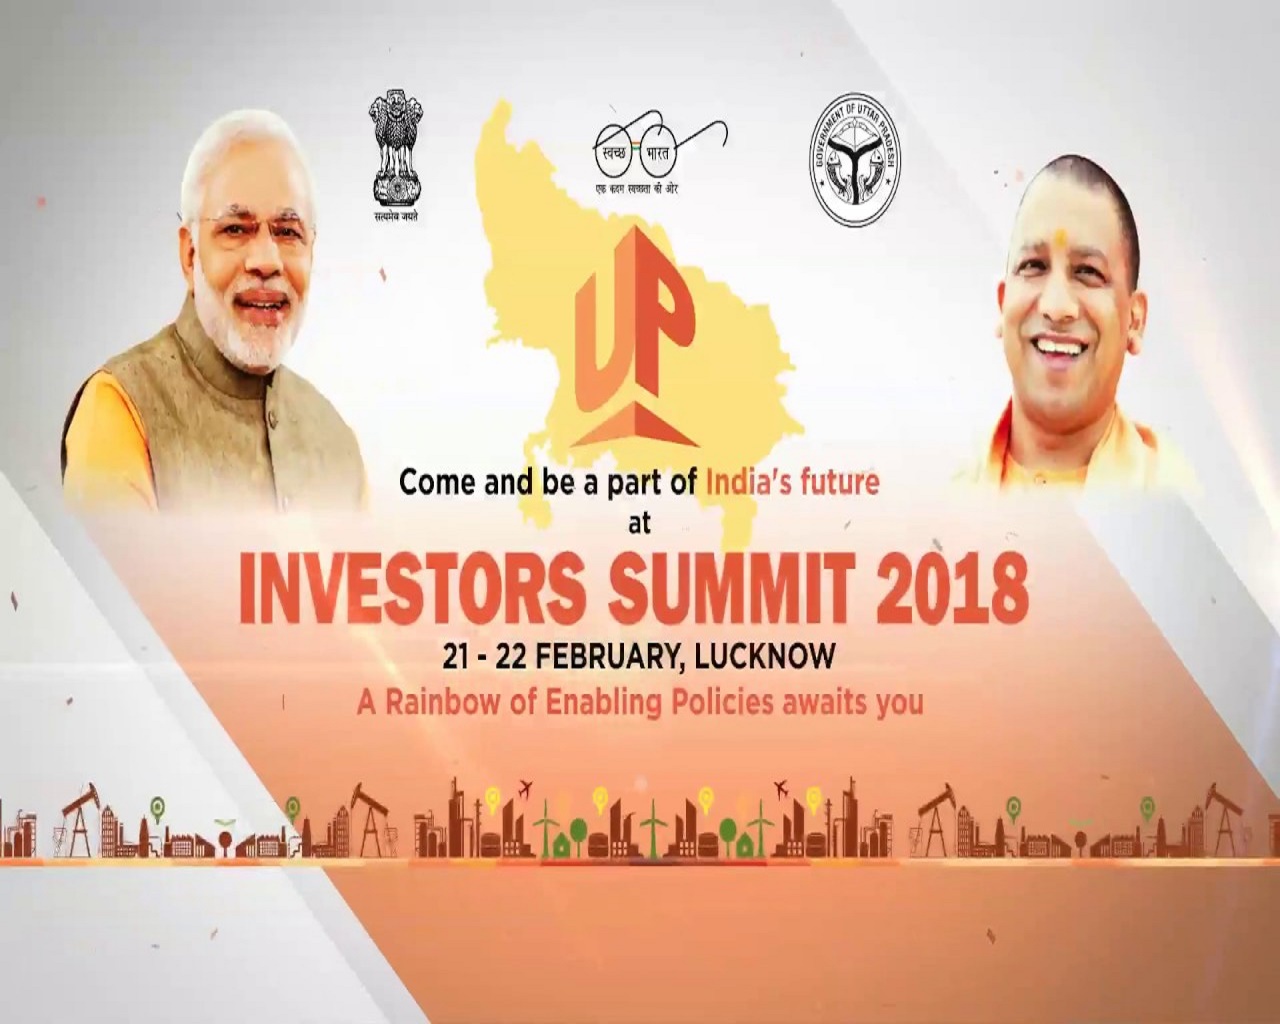 सत्यमेव जयते
स्वच्छ भारत
एक कदम स्वच्छता की ओर
GOVERNMENT OF UTTAR PRADESH
UP
Come and be a part of India's future
at
INVESTORS SUMMIT 2018
21 - 22 FEBRUARY, LUCKNOW
A Rainbow of Enabling Policies awaits you